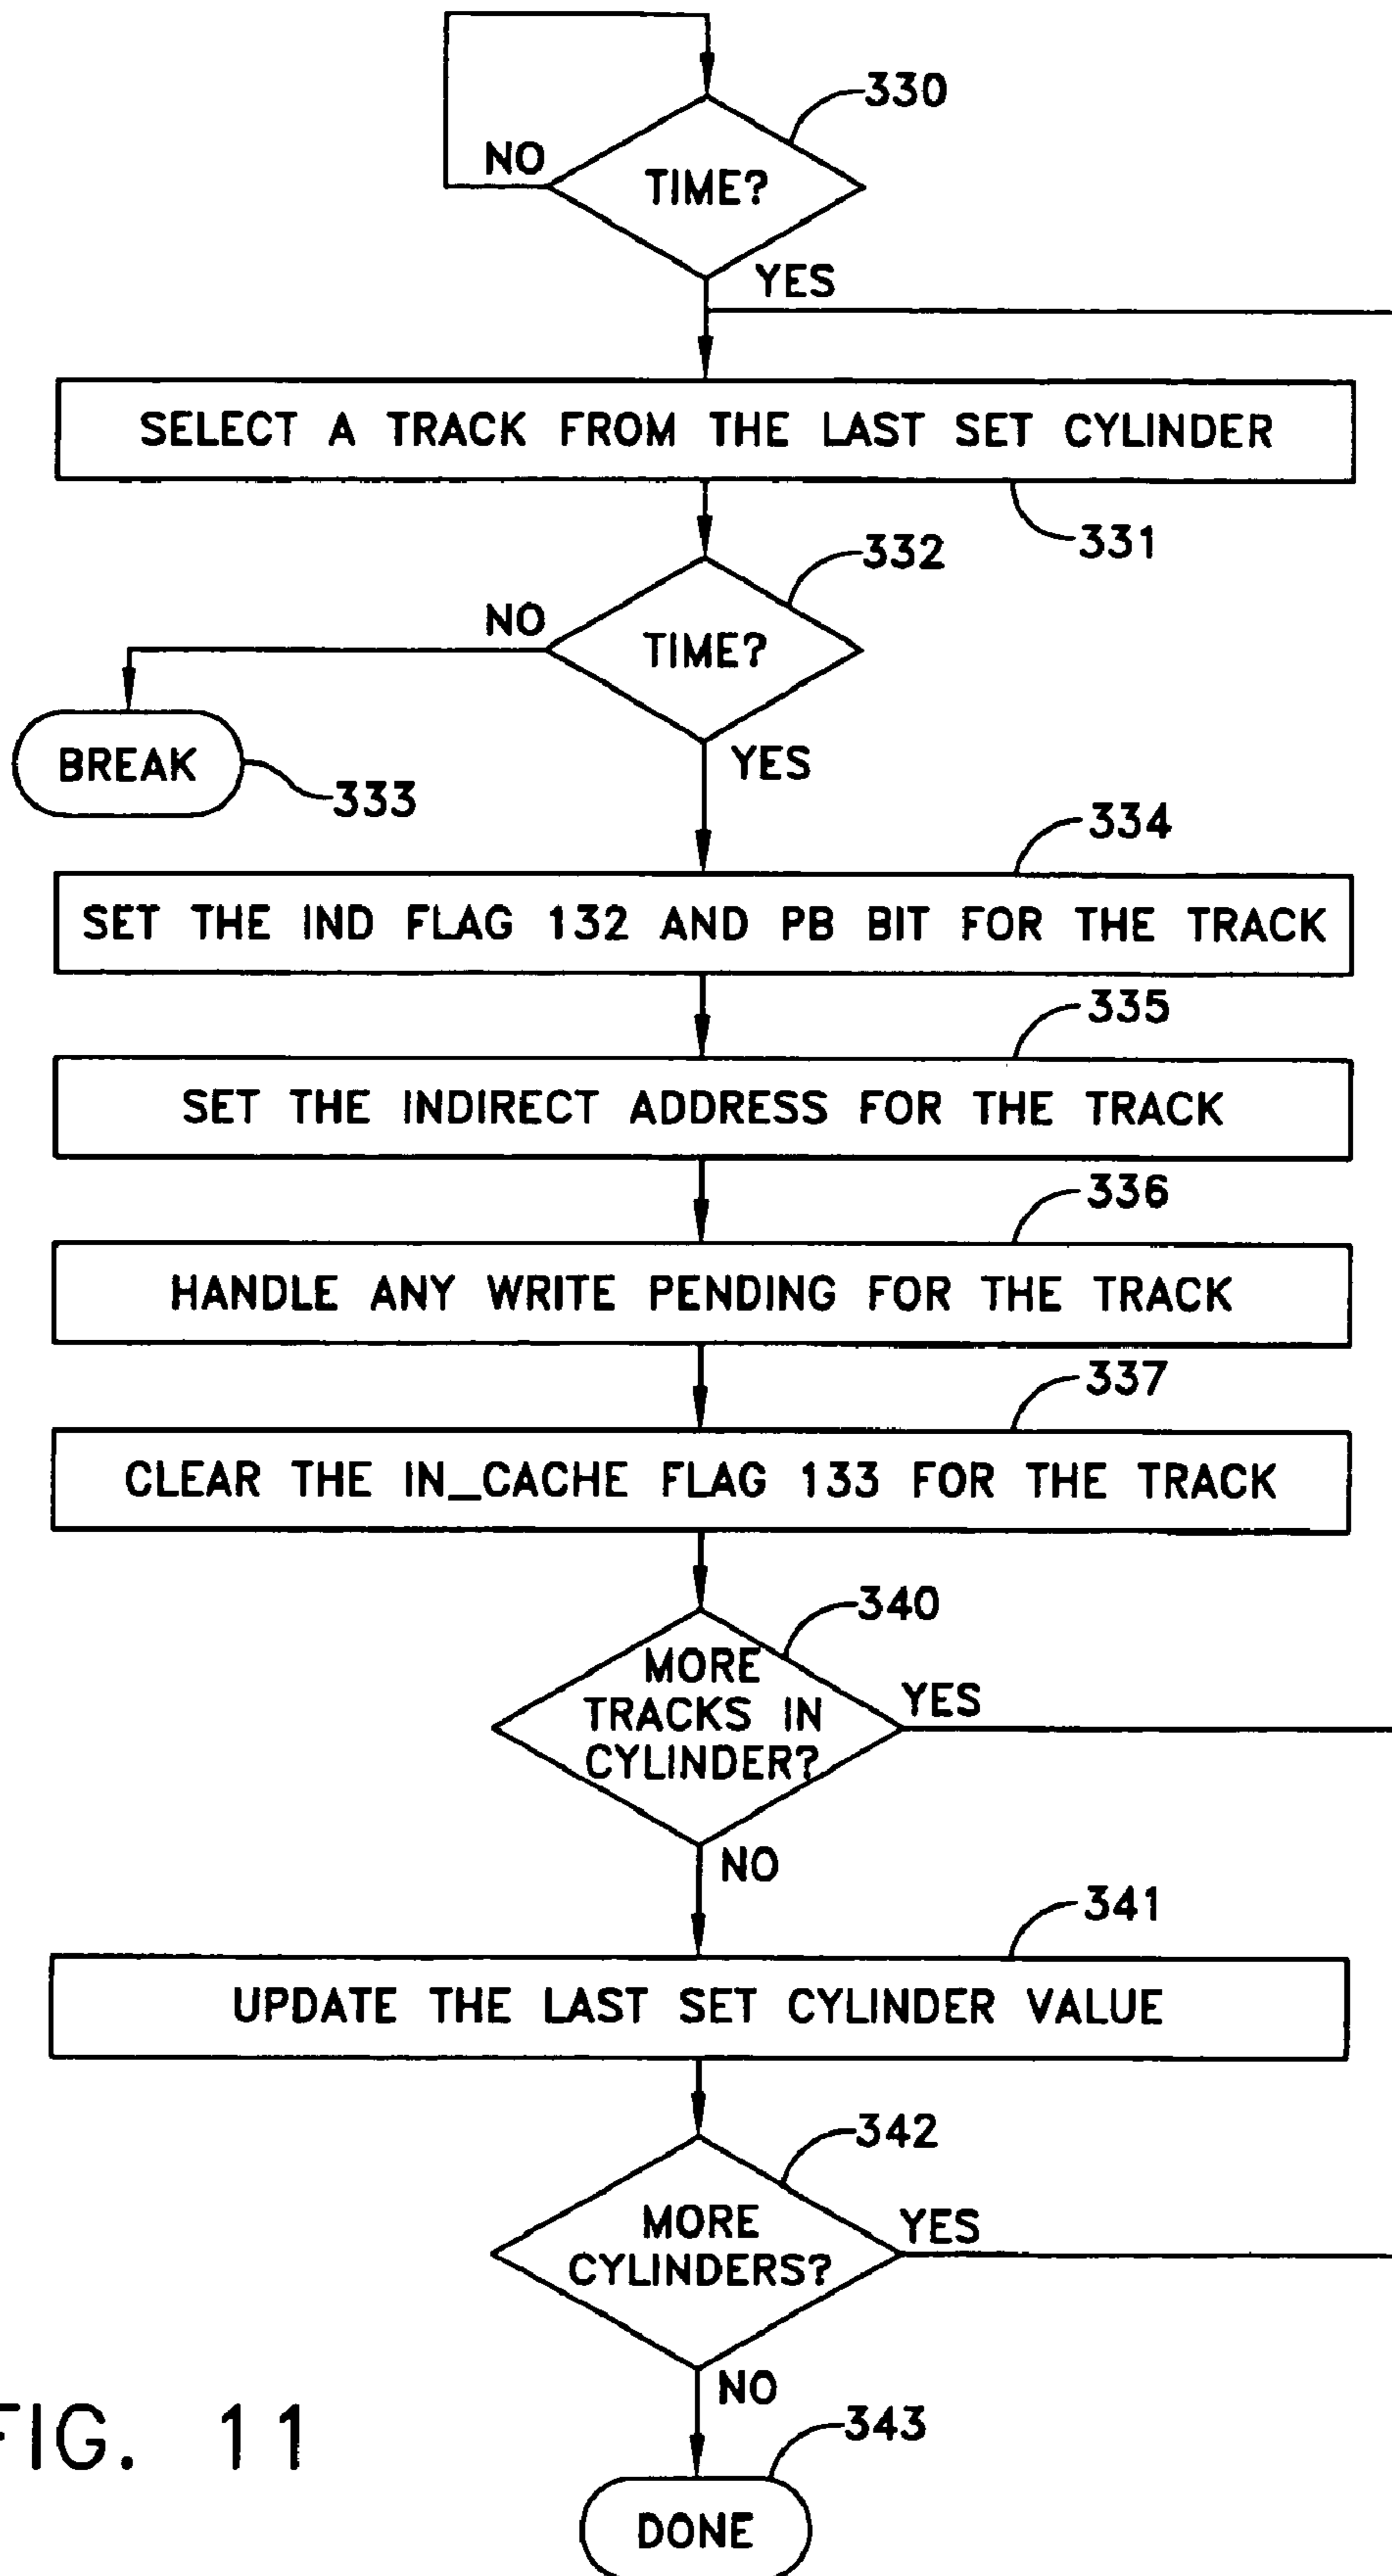 330
NO
TIME?
YES
SELECT A TRACK FROM THE LAST SET CYLINDER
331
332
NO
TIME?
BREAK
YES
333
334
SET THE IND FLAG 132 AND PB BIT FOR THE TRACK
335
SET THE INDIRECT ADDRESS FOR THE TRACK
336
HANDLE ANY WRITE PENDING FOR THE TRACK
337
CLEAR THE IN_CACHE FLAG 133 FOR THE TRACK
340
MORE
TRACKS IN
CYLINDER?
YES
NO
341
UPDATE THE LAST SET CYLINDER VALUE
342
MORE
CYLINDERS?
YES
NO
FIG. 11
343
DONE